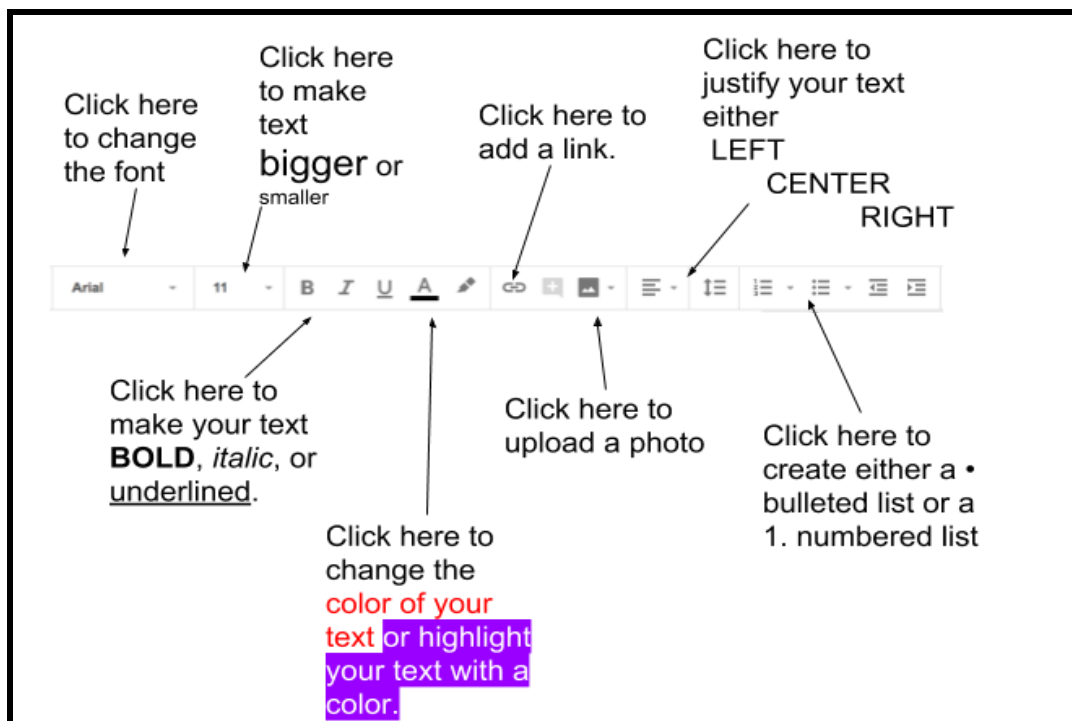 Click here
to change
the font
Click here
to make
text
bigger or
smaller
Click here to
add a link.
Click here to
justify your text
either
LEFT
CENTER
RIGHT
Arial 11 B I U A
Click here to
make your text
BOLD, italic, or
underlined.
Click here to
change the
color of your
text or highlight
your text with a
color.
Click here to
upload a photo
Click here to
create either a •
bulleted list or a
1. numbered list